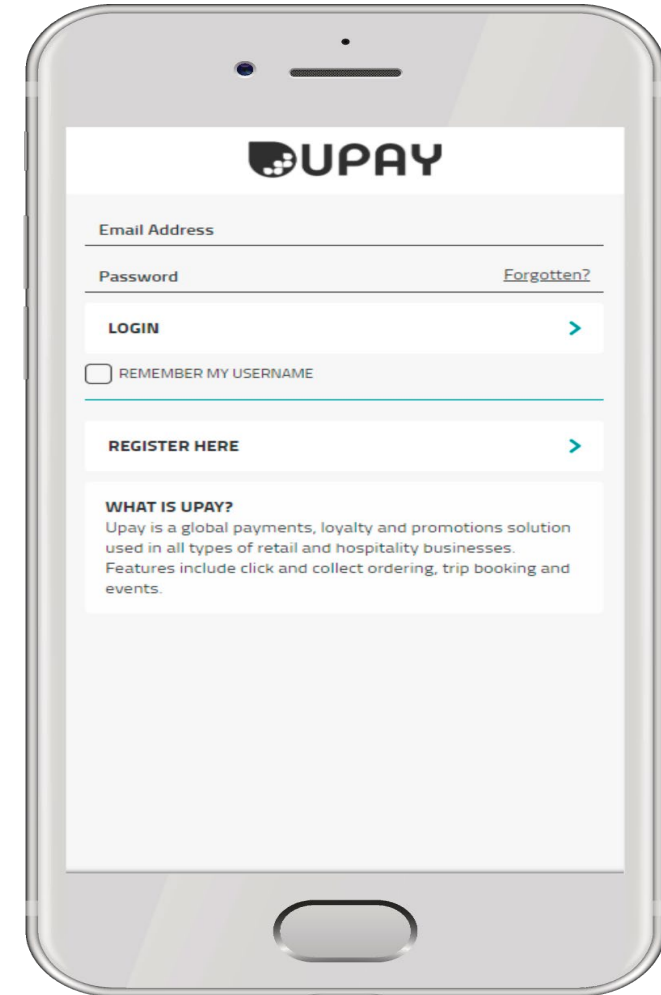 UPAY
Email Address
Password Forgotten?
LOGIN
REMEMBER MY USERNAME
REGISTER HERE
WHAT IS UPAY?
Upay is a global payments, loyalty and promotions solution
used in all types of retail and hospitality businesses.
Features include click and collect ordering, trip booking and
events.